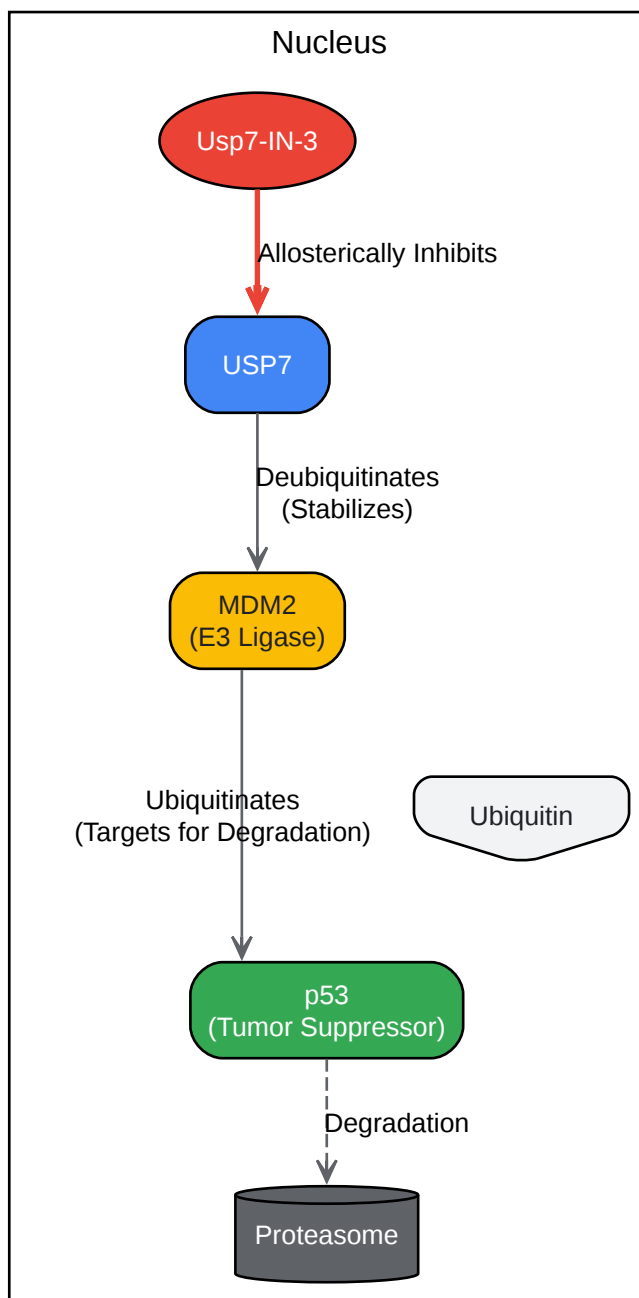 Nucleus
Usp7-IN-3
Allosterically Inhibits
USP7
Deubiquitinates
(Stabilizes)
MDM2
(E3 Ligase)
Ubiquitinates
(Targets for Degradation)
Ubiquitin
p53
(Tumor Suppressor)
Degradation
Proteasome